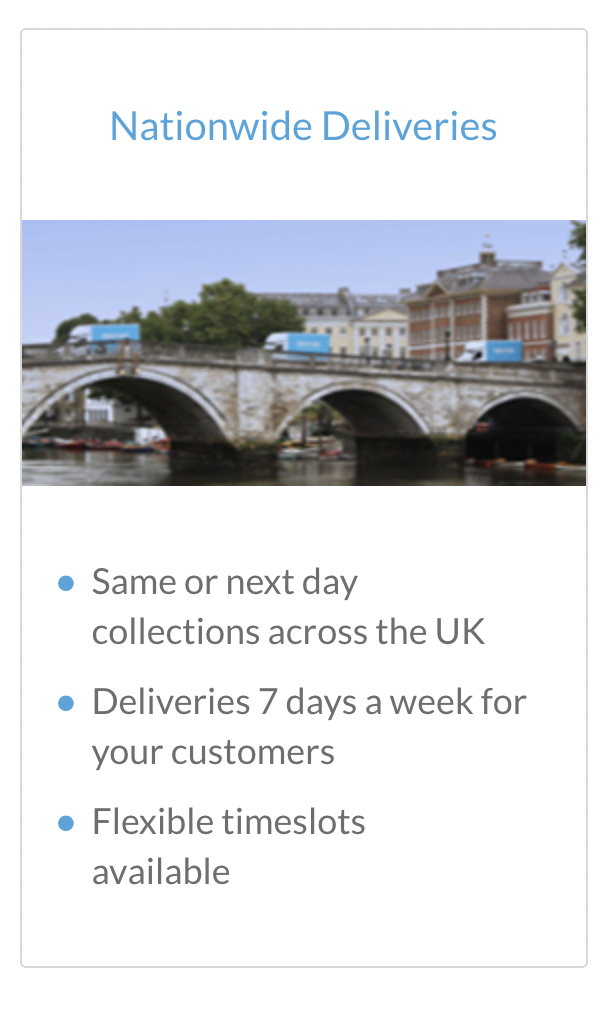 Nationwide Deliveries
Same or next day
collections across the UK
Deliveries 7 days a week for
your customers
Flexible timeslots
available